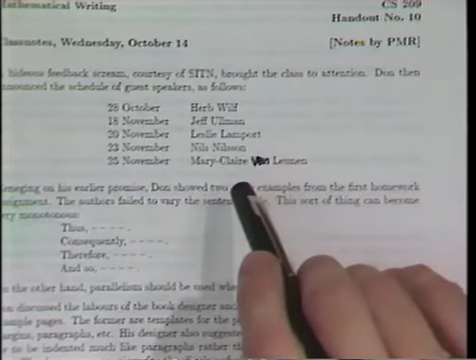 Mathematical Writing CS 209
Handout No. 10
Classnotes, Wednesday, October 14 [Notes by PMR]
hideous feedback scream, courtesy of SITN, brought the class to attention. Don then
announced the schedule of guest speakers, as follows:
28 October Herb Wilf
18 November Jeff Ullman
20 November Leslie Lamport
23 November Nils Nilsson
25 November Mary-Claire Van Leunen
Reneging on his earlier promise, Don showed two examples from the first homework
assignment. The authors failed to vary the This sort of thing can become
very monotonous:
Thus, – – – – .
Consequently, – – – – .
Therefore, – – – – .
And so, – – – – .
On the other hand, parallelism should be used
Don discussed the labours of the book designer and
sample pages. The former are templates for the
paragraphs, etc. His designer also suggested
to be indented much like paragraphs rather